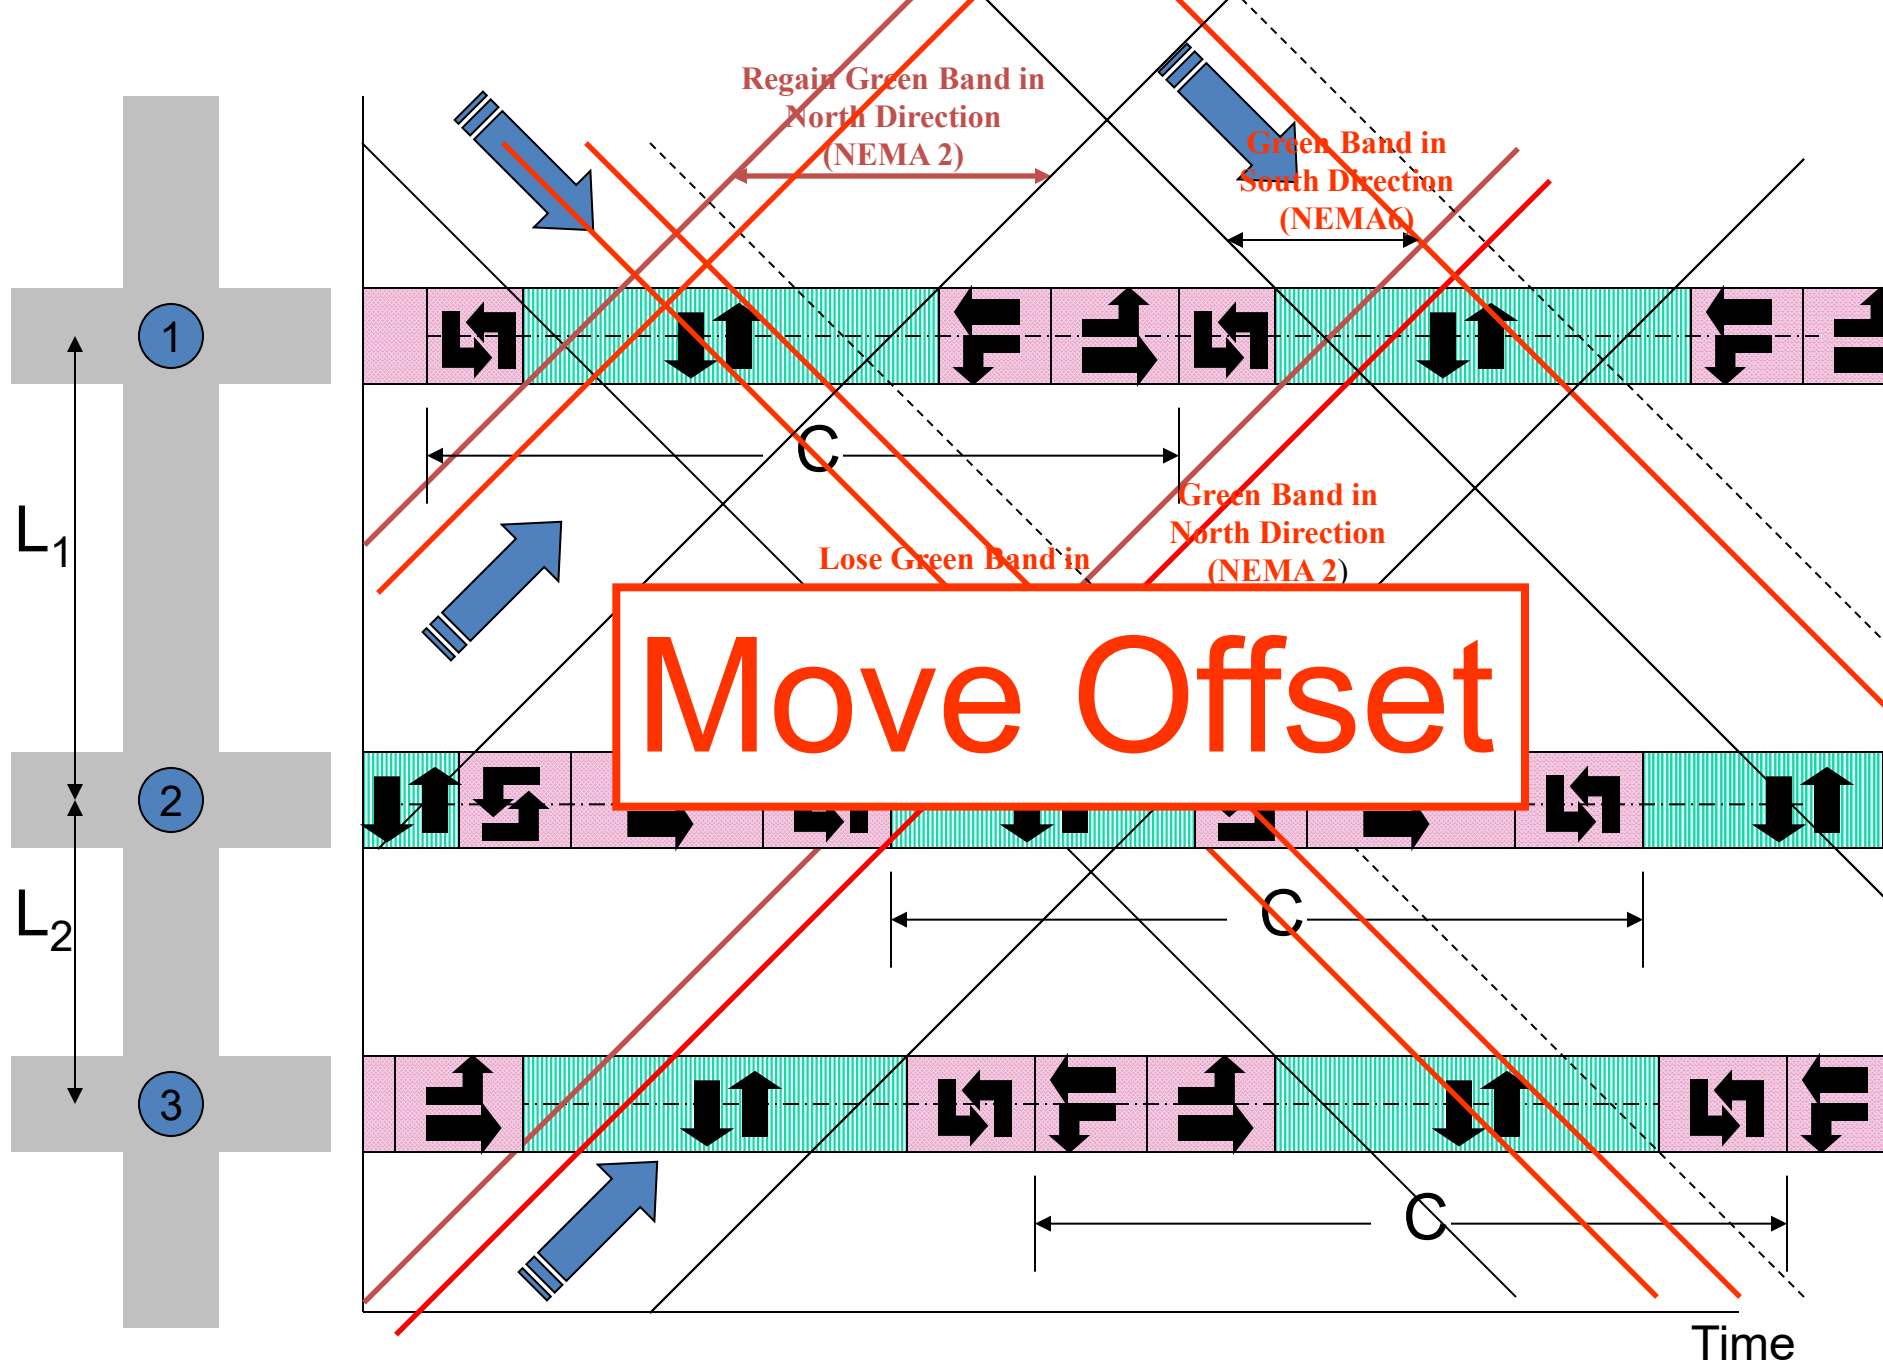 Regain Green Band in
North Direction
(NEMA 2)
Green Band in
South Direction
(NEMA6)
1
C
L1
Green Band in
North Direction
(NEMA 2)
Lose Green Band in
Move Offset
2
L2
C
3
C
Time